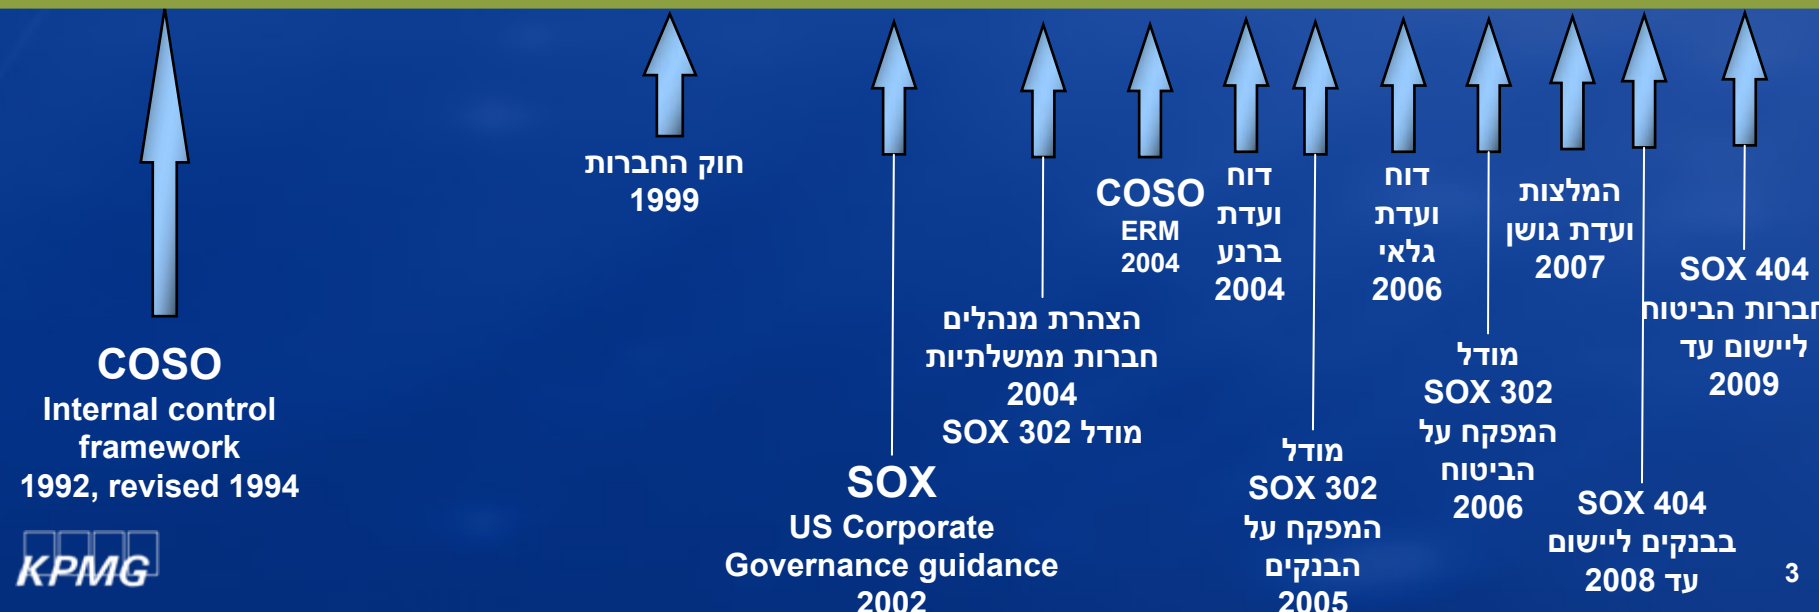 COSO
Internal control
framework
1992, revised 1994
חוק החברות
1999
SOX
US Corporate
Governance guidance
2002
הצהרת מנהלים
חברות ממשלתיות
2004
מודל SOX 302
COSO
ERM
2004
דוח
ועדת
ברנע
2004
מודל
SOX 302
המפקח על
הבנקים
2005
דוח
ועדת
גלאי
2006
מודל
SOX 302
המפקח על
הביטוח
2006
המלצות
ועדת גושן
2007
SOX 404
בבנקים ליישום
עד 2008
SOX 404
חברות הביטוח
ליישום עד
2009
KPMG
3